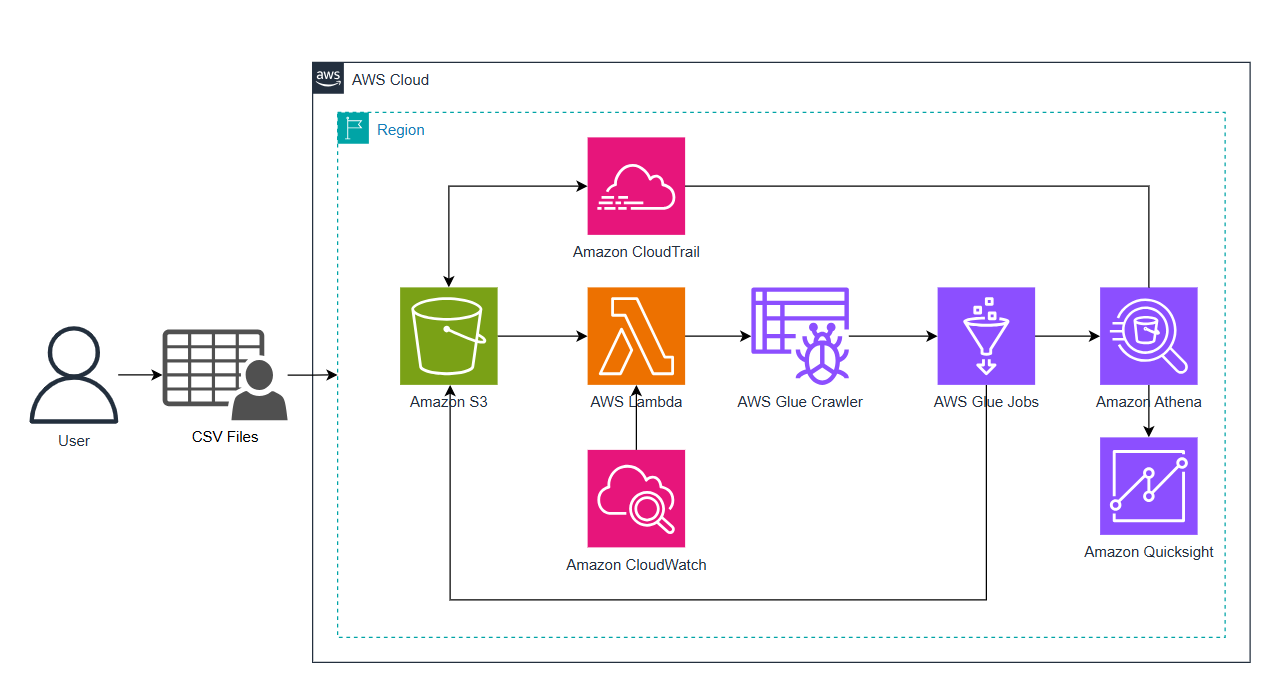 aws
AWS Cloud
Region
Amazon CloudTrail
Amazon S3
AWS Lambda
AWS Glue Crawler
AWS Glue Jobs
Amazon Athena
User
CSV Files
Amazon CloudWatch
Amazon Quicksight